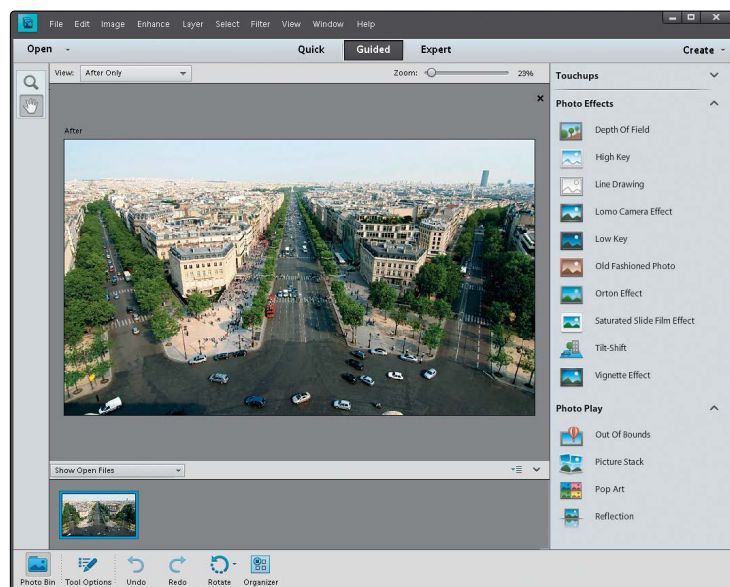 File Edit Image Enhance Layer Select Filter View Window Help
Open Quick Guided Expert Create
View: After Only Zoom: 23%
After
Touchups
Photo Effects
Depth Of Field
High Key
Line Drawing
Lomo Camera Effect
Low Key
Old Fashioned Photo
Orton Effect
Saturated Slide Film Effect
Tilt-Shift
Vignette Effect
Photo Play
Out Of Bounds
Picture Stack
Pop Art
Reflection
Show Open Files
Photo Bin Tool Options Undo Redo Rotate Organizer